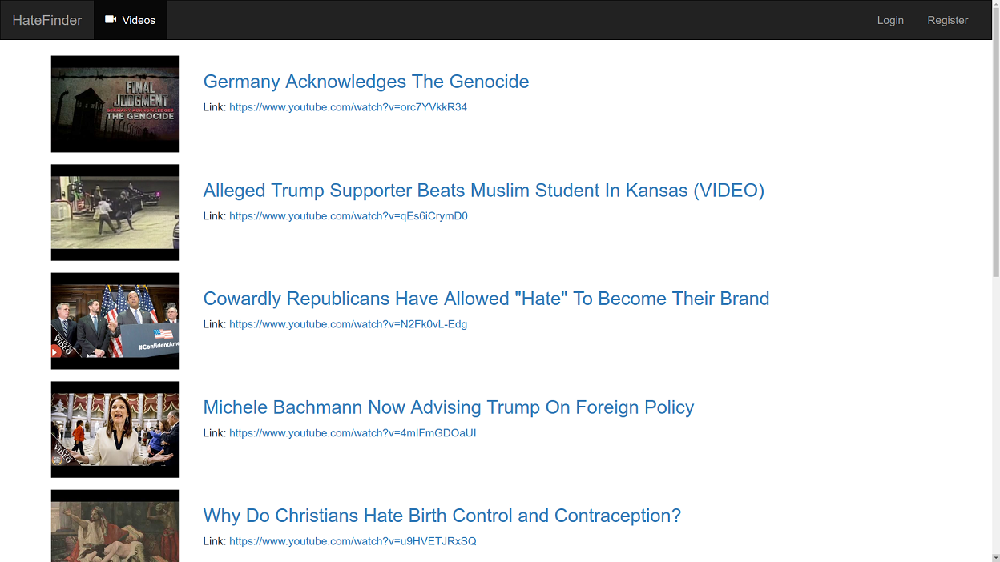 HateFinder Videos Login Register
FINAL
JUDGMENT
GERMANY ACKNOWLEDGES
THE GENOCIDE
Germany Acknowledges The Genocide
Link: https://www.youtube.com/watch?v=orc7YVkkR34
Alleged Trump Supporter Beats Muslim Student In Kansas (VIDEO)
Link: https://www.youtube.com/watch?v=qEs6iCrymD0
VIDEO
#ConfidentAme
Cowardly Republicans Have Allowed "Hate" To Become Their Brand
Link: https://www.youtube.com/watch?v=N2Fk0vL-Edg
VIDEO
Michele Bachmann Now Advising Trump On Foreign Policy
Link: https://www.youtube.com/watch?v=4mIFmGDOaUI
Why Do Christians Hate Birth Control and Contraception?
Link: https://www.youtube.com/watch?v=u9HVETJRxSQ